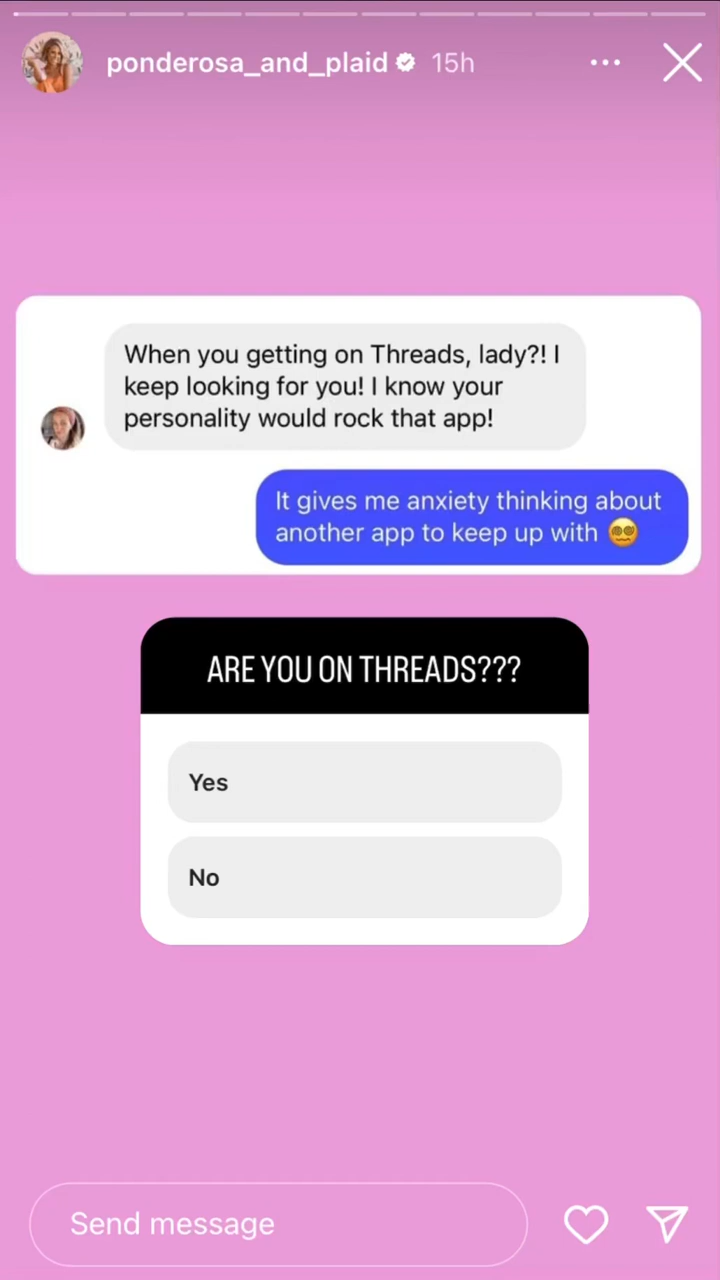 ponderosa_and_plaid 15h
When you getting on Threads, lady?! I
keep looking for you! I know your
personality would rock that app!
It gives me anxiety thinking about
another app to keep up with 😵‍💫
ARE YOU ON THREADS???
Yes
No
Send message